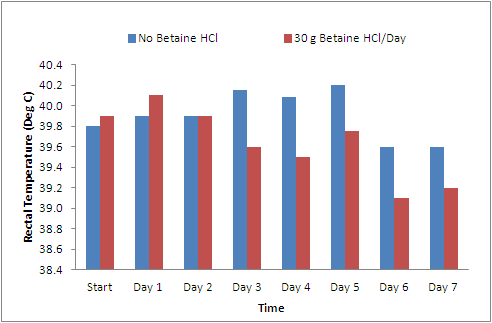 No Betaine HCl
30 g Betaine HCl/Day
Rectal Temperature (Deg C)
40.4
40.2
40.0
39.8
39.6
39.4
39.2
39.0
38.8
38.6
38.4
Start Day 1 Day 2 Day 3 Day 4 Day 5 Day 6 Day 7
Time